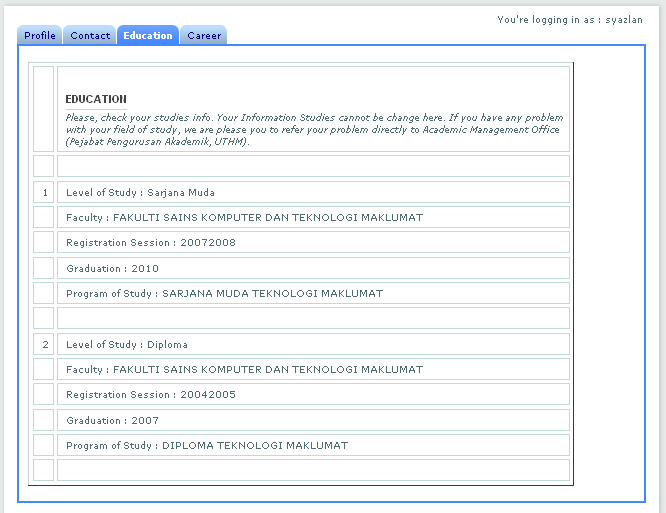 You're logging in as : syazlan
Profile Contact Education Career
EDUCATION
Please, check your studies info. Your Information Studies cannot be change here. If you have any problem
with your field of study, we are please you to refer your problem directly to Academic Management Office
(Pejabat Pengurusan Akademik, UTHM).
1 Level of Study : Sarjana Muda
Faculty : FAKULTI SAINS KOMPUTER DAN TEKNOLOGI MAKLUMAT
Registration Session : 20072008
Graduation : 2010
Program of Study : SARJANA MUDA TEKNOLOGI MAKLUMAT
2 Level of Study : Diploma
Faculty : FAKULTI SAINS KOMPUTER DAN TEKNOLOGI MAKLUMAT
Registration Session : 20042005
Graduation : 2007
Program of Study : DIPLOMA TEKNOLOGI MAKLUMAT